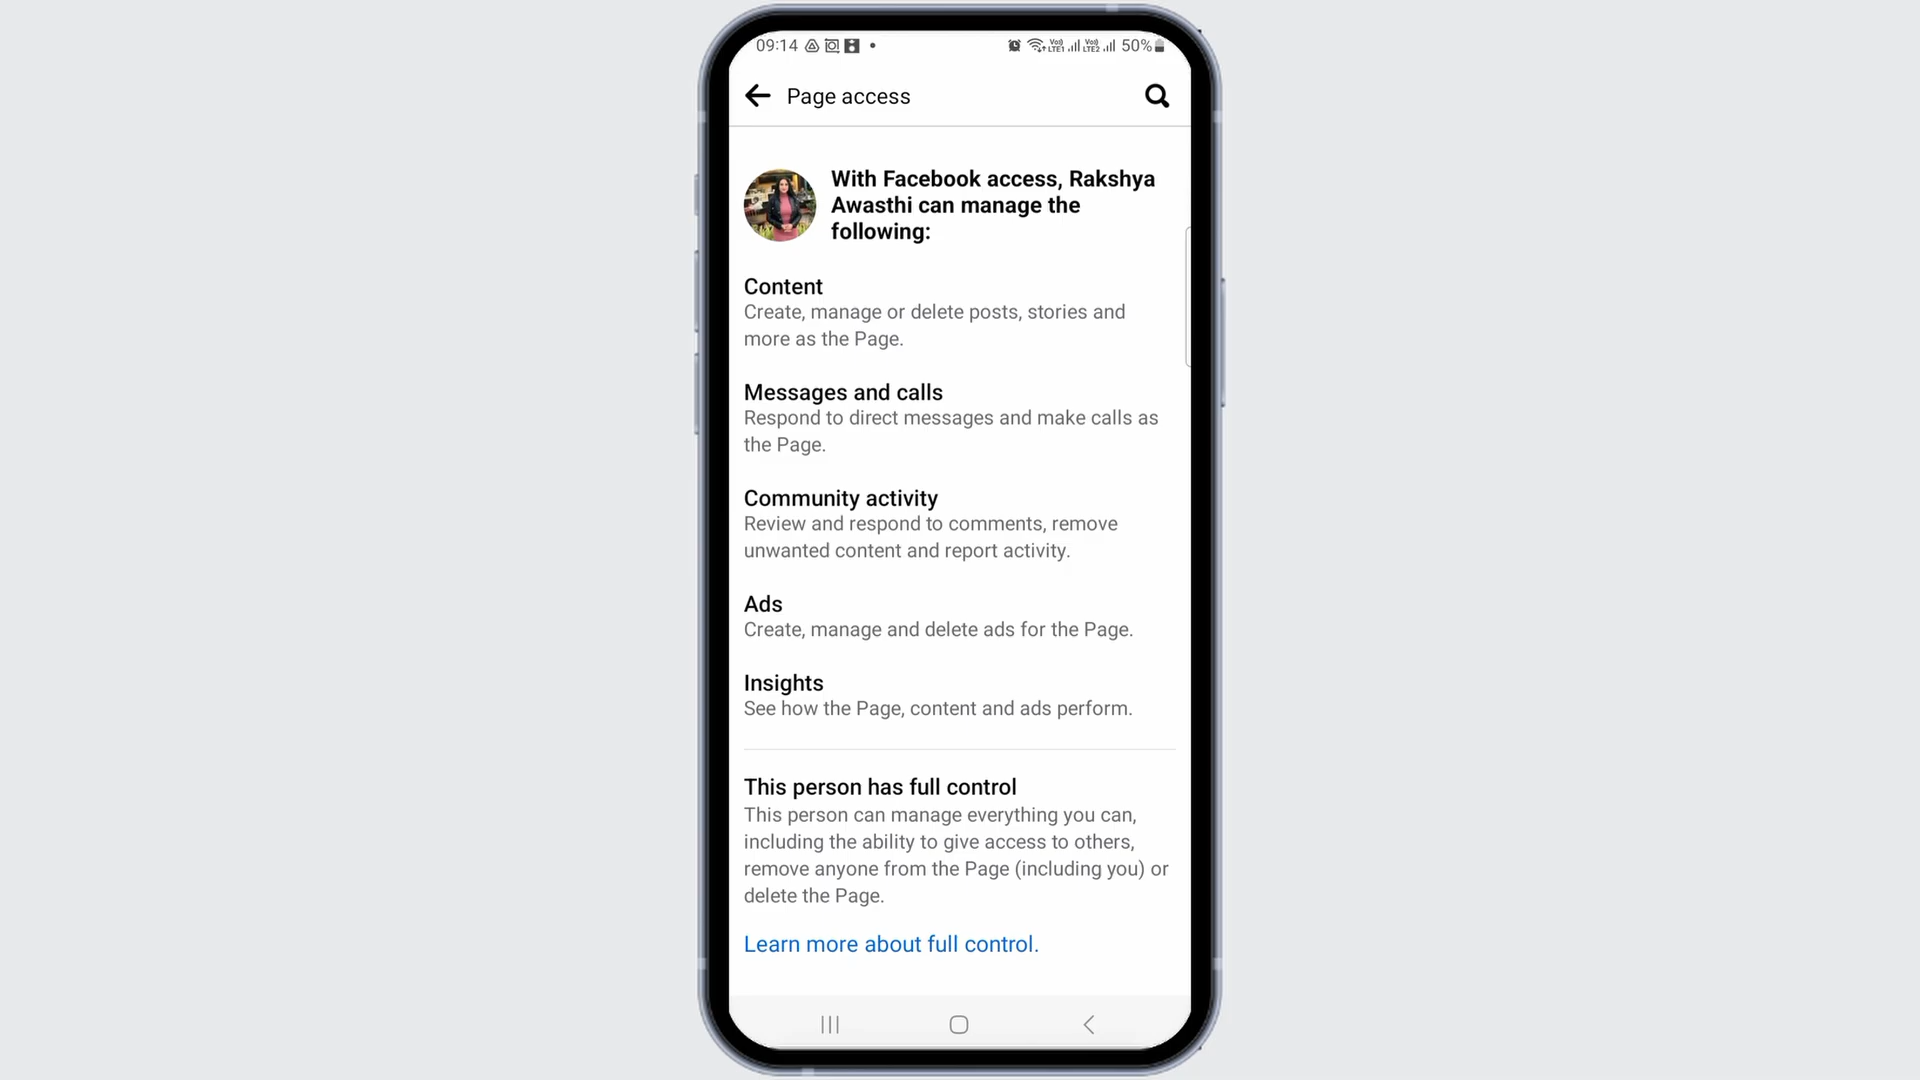 09:14
Vo)) LTE1 Vo)) LTE2 50%
Page access
With Facebook access, Rakshya
Awasthi can manage the
following:
Content
Create, manage or delete posts, stories and
more as the Page.
Messages and calls
Respond to direct messages and make calls as
the Page.
Community activity
Review and respond to comments, remove
unwanted content and report activity.
Ads
Create, manage and delete ads for the Page.
Insights
See how the Page, content and ads perform.
This person has full control
This person can manage everything you can,
including the ability to give access to others,
remove anyone from the Page (including you) or
delete the Page.
Learn more about full control.